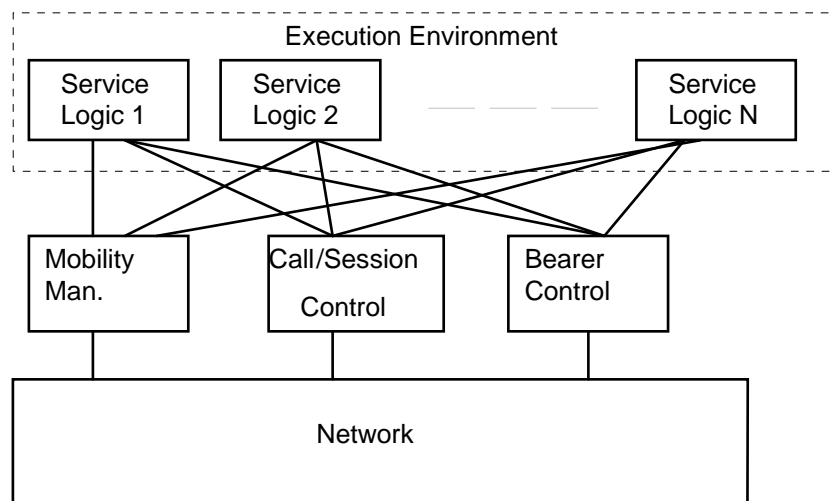 Execution Environment
Service
Logic 1
Service
Logic 2
Service
Logic N
Mobility
Man.
Call/Session
Control
Bearer
Control
Network